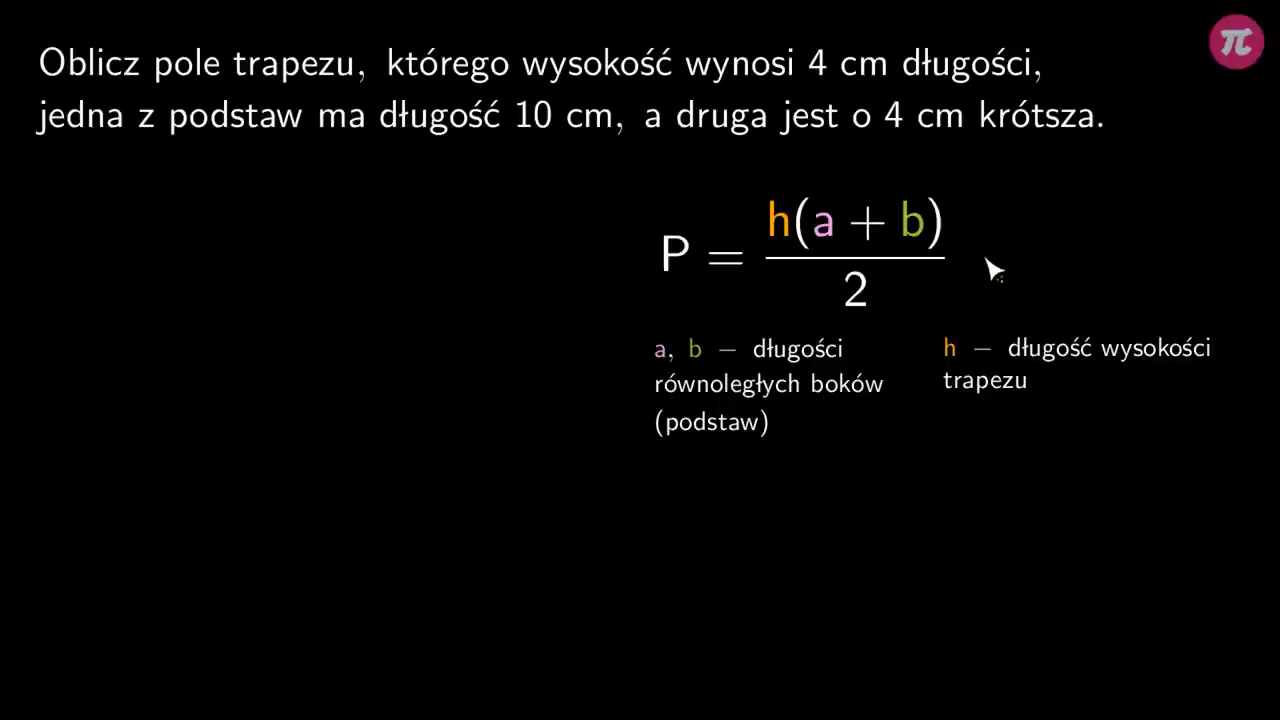 Oblicz pole trapezu, którego wysokość wynosi 4 cm długości,
jedna z podstaw ma długość 10 cm, a druga jest o 4 cm krótsza.
π
P = h(a + b)
2
a, b – długości
równoległych boków
(podstaw)
h – długość wysokości
trapezu